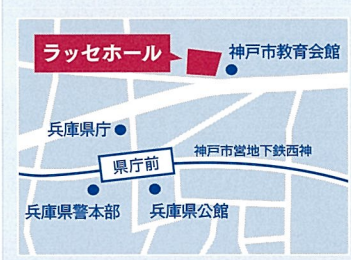 ラッセホール
神戸市教育会館
兵庫県庁
神戸市営地下鉄西神
県庁前
兵庫県警本部
兵庫県公館